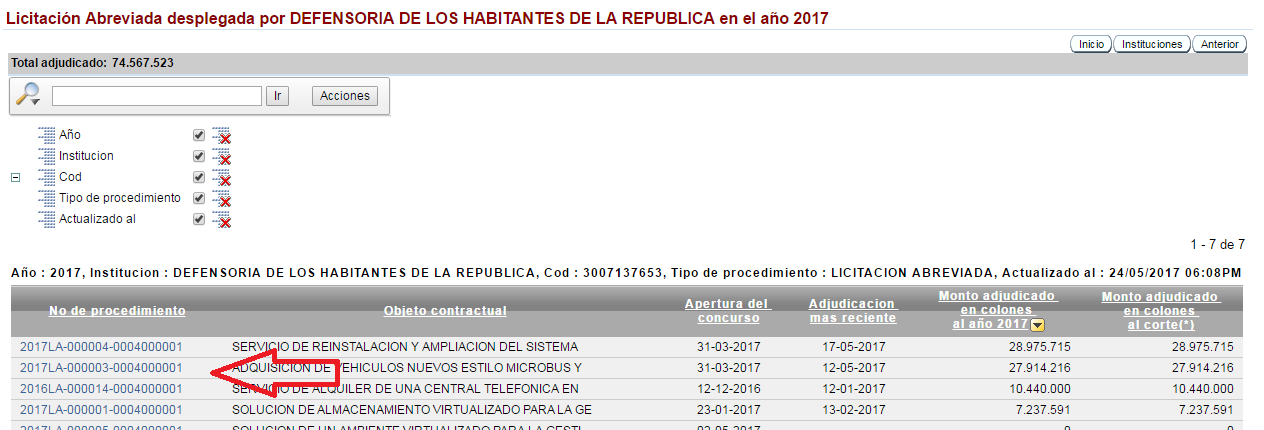 Licitación Abreviada desplegada por DEFENSORIA DE LOS HABITANTES DE LA REPUBLICA en el año 2017
Inicio Instituciones Anterior
Total adjudicado: 74.567.523
Ir Acciones
Año
Institucion
Cod
Tipo de procedimiento
Actualizado al
1 - 7 de 7
Año : 2017, Institucion : DEFENSORIA DE LOS HABITANTES DE LA REPUBLICA, Cod : 3007137653, Tipo de procedimiento : LICITACION ABREVIADA, Actualizado al : 24/05/2017 06:08PM
No de procedimiento Objeto contractual Apertura del concurso Adjudicacion mas reciente Monto adjudicado en colones al año 2017 Monto adjudicado en colones al corte(*)
2017LA-000004-0004000001 SERVICIO DE REINSTALACION Y AMPLIACION DEL SISTEMA 31-03-2017 17-05-2017 28.975.715 28.975.715
2017LA-000003-0004000001 ADQUISICION DE VEHICULOS NUEVOS ESTILO MICROBUS Y 31-03-2017 12-05-2017 27.914.216 27.914.216
2016LA-000014-0004000001 SERVICIO DE ALQUILER DE UNA CENTRAL TELEFONICA EN 12-12-2016 12-01-2017 10.440.000 10.440.000
2017LA-000001-0004000001 SOLUCION DE ALMACENAMIENTO VIRTUALIZADO PARA LA GE 23-01-2017 13-02-2017 7.237.591 7.237.591